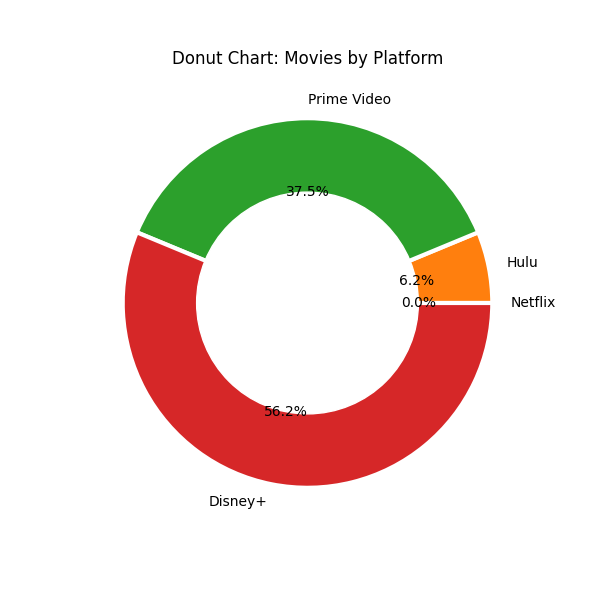 Donut Chart: Movies by Platform
Prime Video
37.5%
Hulu
6.2%
0.0%
Netflix
56.2%
Disney+